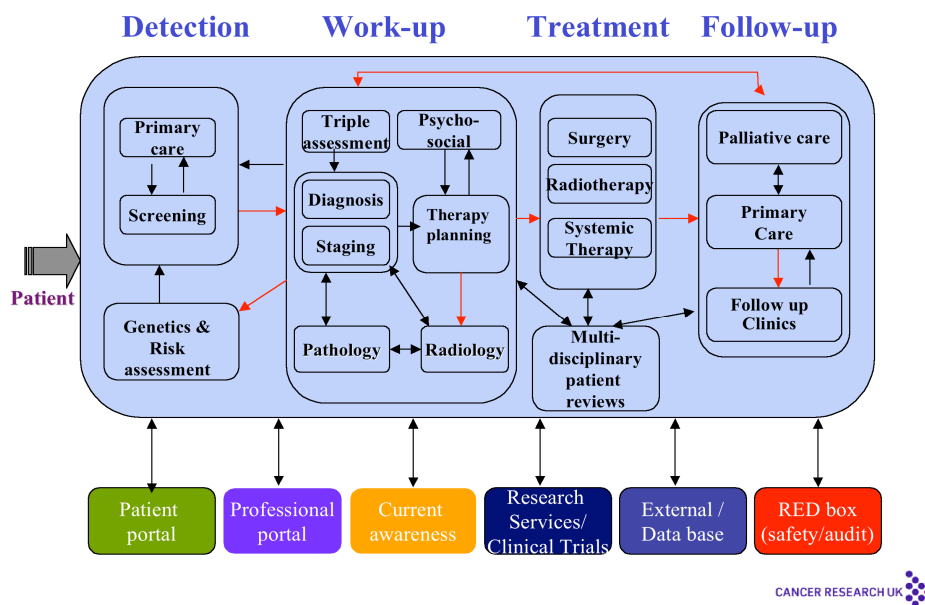 Detection
Work-up
Treatment
Follow-up
Patient
Primary
care
Screening
Genetics &
Risk
assessment
Triple
assessment
Psycho-
social
Diagnosis
Staging
Therapy
planning
Pathology
Radiology
Surgery
Radiotherapy
Systemic
Therapy
Multi-
disciplinary
patient
reviews
Palliative care
Primary
Care
Follow up
Clinics
Patient
portal
Professional
portal
Current
awareness
Research
Services/
Clinical Trials
External /
Data base
RED box
(safety/audit)
CANCER RESEARCH UK